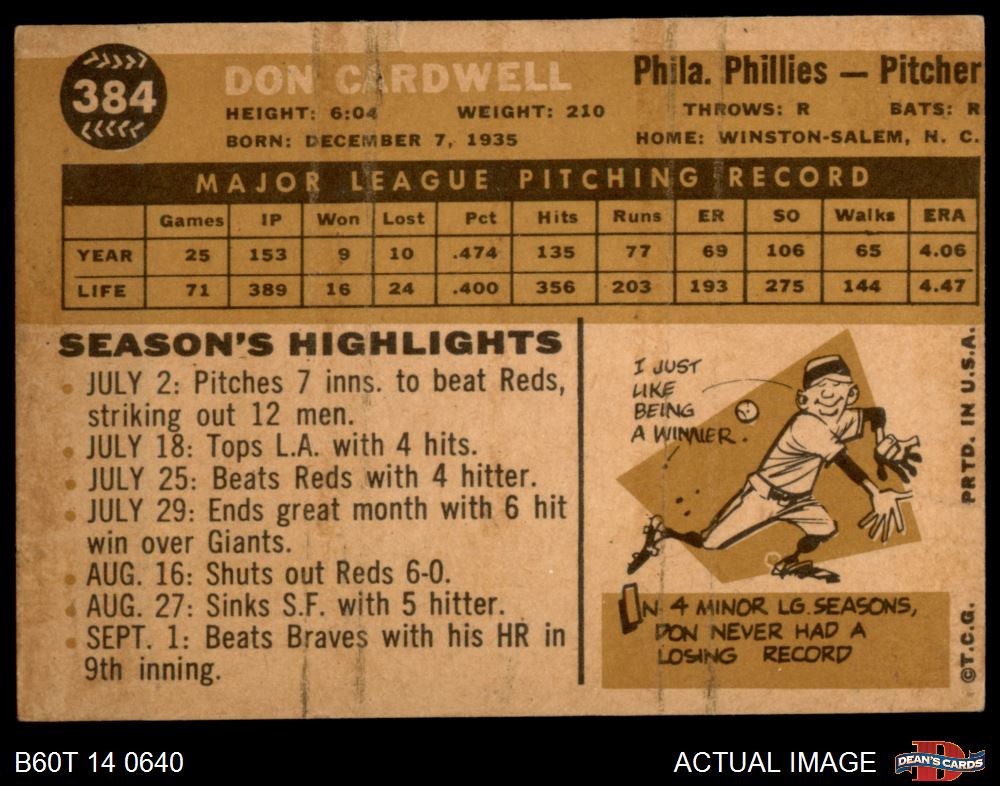 384
DON CARDWELL
Phila. Phillies — Pitcher
HEIGHT: 6:04 WEIGHT: 210 THROWS: R BATS: R
BORN: DECEMBER 7, 1935 HOME: WINSTON-SALEM, N. C.
MAJOR LEAGUE PITCHING RECORD
Games IP Won Lost Pct Hits Runs ER SO Walks ERA
YEAR 25 153 9 10 .474 135 77 69 106 65 4.06
LIFE 71 389 16 24 .400 356 203 193 275 144 4.47
SEASON'S HIGHLIGHTS
JULY 2: Pitches 7 inns. to beat Reds,
striking out 12 men.
JULY 18: Tops L.A. with 4 hits.
JULY 25: Beats Reds with 4 hitter.
JULY 29: Ends great month with 6 hit
win over Giants.
AUG. 16: Shuts out Reds 6-0.
AUG. 27: Sinks S.F. with 5 hitter.
SEPT. 1: Beats Braves with his HR in
9th inning.
I JUST
LIKE
BEING
A WINNER.
IN 4 MINOR LG. SEASONS,
DON NEVER HAD A
LOSING RECORD
©T.C.G. PRTD. IN U.S.A.
B60T 14 0640
ACTUAL IMAGE
DEAN'S CARDS